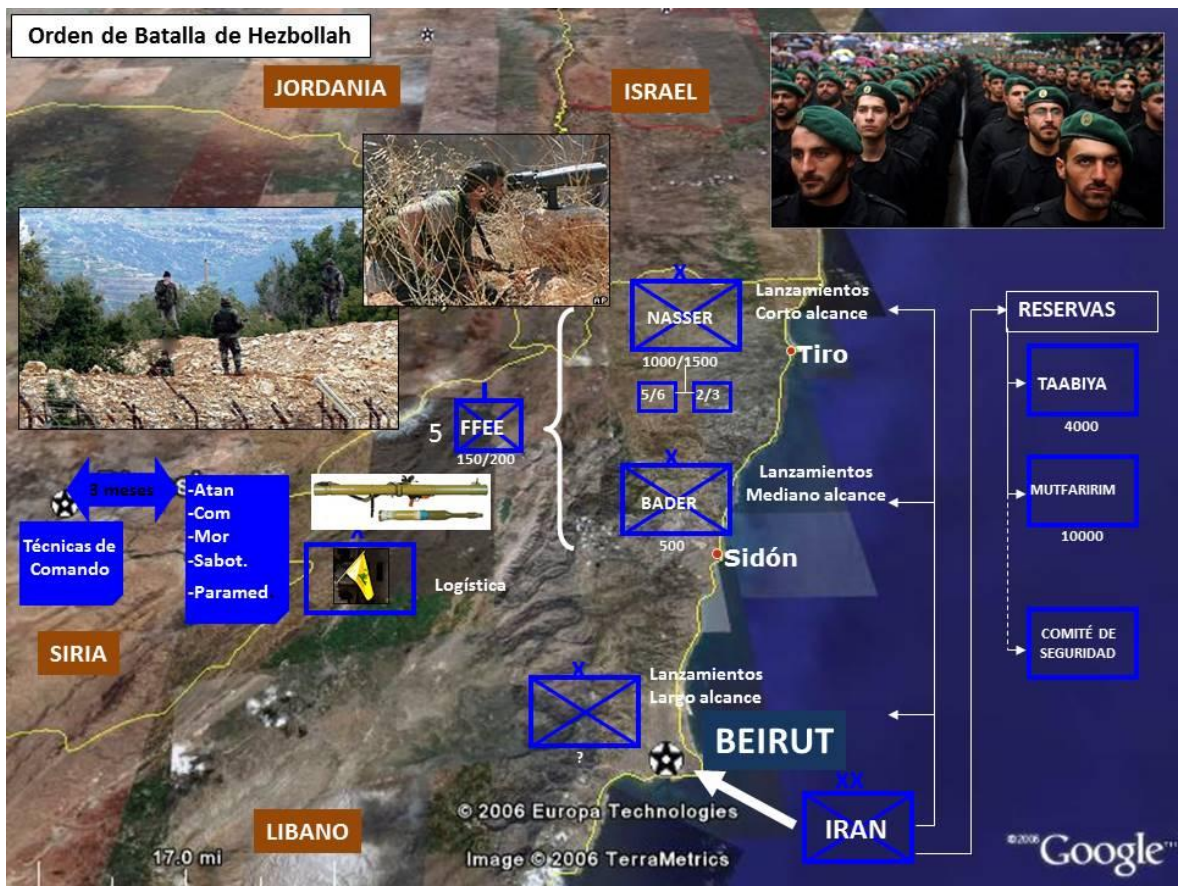 Orden de Batalla de Hezbollah
JORDANIA
ISRAEL
AP
X
NASSER
1000/1500
5/6
2/3
Lanzamientos
Corto alcance
Tiro
I
5
FFEE
150/200
X
BADER
500
Lanzamientos
Mediano alcance
Sidón
3 meses
Técnicas de
Comando
-Atan
-Com
-Mor
-Sabot.
-Paramed.
Logística
SIRIA
X
?
Lanzamientos
Largo alcance
BEIRUT
XX
IRAN
LIBANO
RESERVAS
TAABIYA
4000
MUTFARIRIM
10000
COMITÉ DE
SEGURIDAD
17.0 mi
© 2006 Europa Technologies
Image © 2006 TerraMetrics
©2006 Google